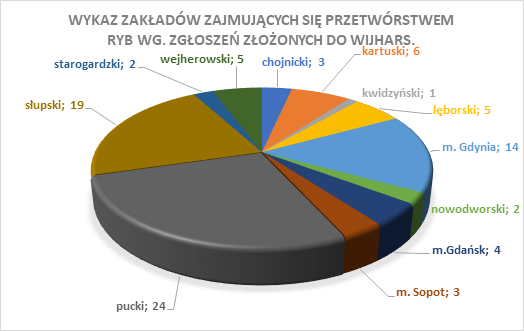 WYKAZ ZAKŁADÓW ZAJMUJĄCYCH SIĘ PRZETWÓRSTWEM
RYB WG. ZGŁOSZEŃ ZŁOŻONYCH DO WIJHARS.
chojnicki; 3
kartuski; 6
kwidzyński; 1
lęborski; 5
m. Gdynia; 14
nowodworski; 2
m.Gdańsk; 4
m. Sopot; 3
pucki; 24
słupski; 19
starogardzki; 2
wejherowski; 5